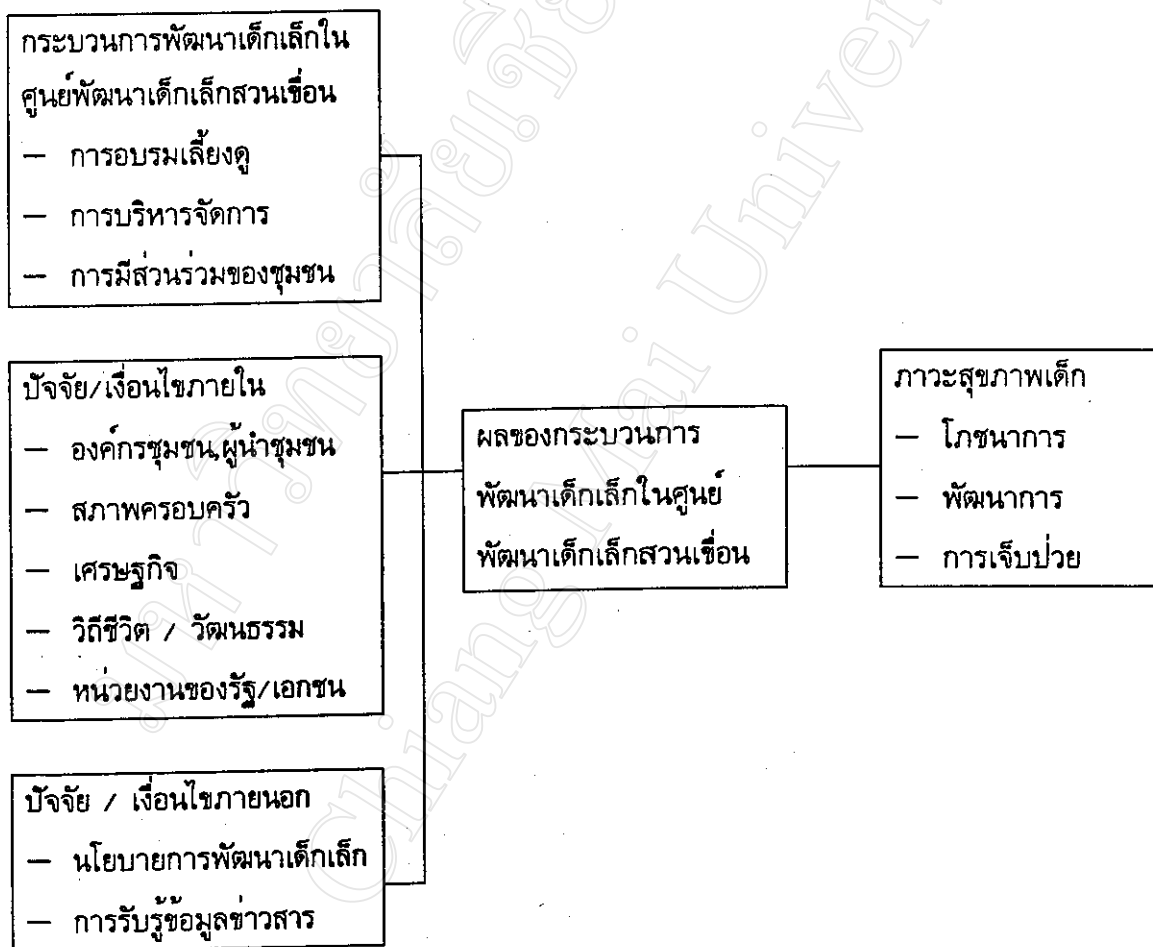 กระบวนการพัฒนาเด็กเล็กใน
ศูนย์พัฒนาเด็กเล็กสวนเขื่อน
— การอบรมเลี้ยงดู
— การบริหารจัดการ
— การมีส่วนร่วมของชุมชน
ปัจจัย/เงื่อนไขภายใน
— องค์กรชุมชน,ผู้นำชุมชน
— สภาพครอบครัว
— เศรษฐกิจ
— วิถีชีวิต / วัฒนธรรม
— หน่วยงานของรัฐ/เอกชน
ปัจจัย / เงื่อนไขภายนอก
— นโยบายการพัฒนาเด็กเล็ก
— การรับรู้ข้อมูลข่าวสาร
ผลของกระบวนการ
พัฒนาเด็กเล็กในศูนย์
พัฒนาเด็กเล็กสวนเขื่อน
ภาวะสุขภาพเด็ก
— โภชนาการ
— พัฒนาการ
— การเจ็บป่วย
มหาวิทยาลัยเชีย
Chiang Mai Univer